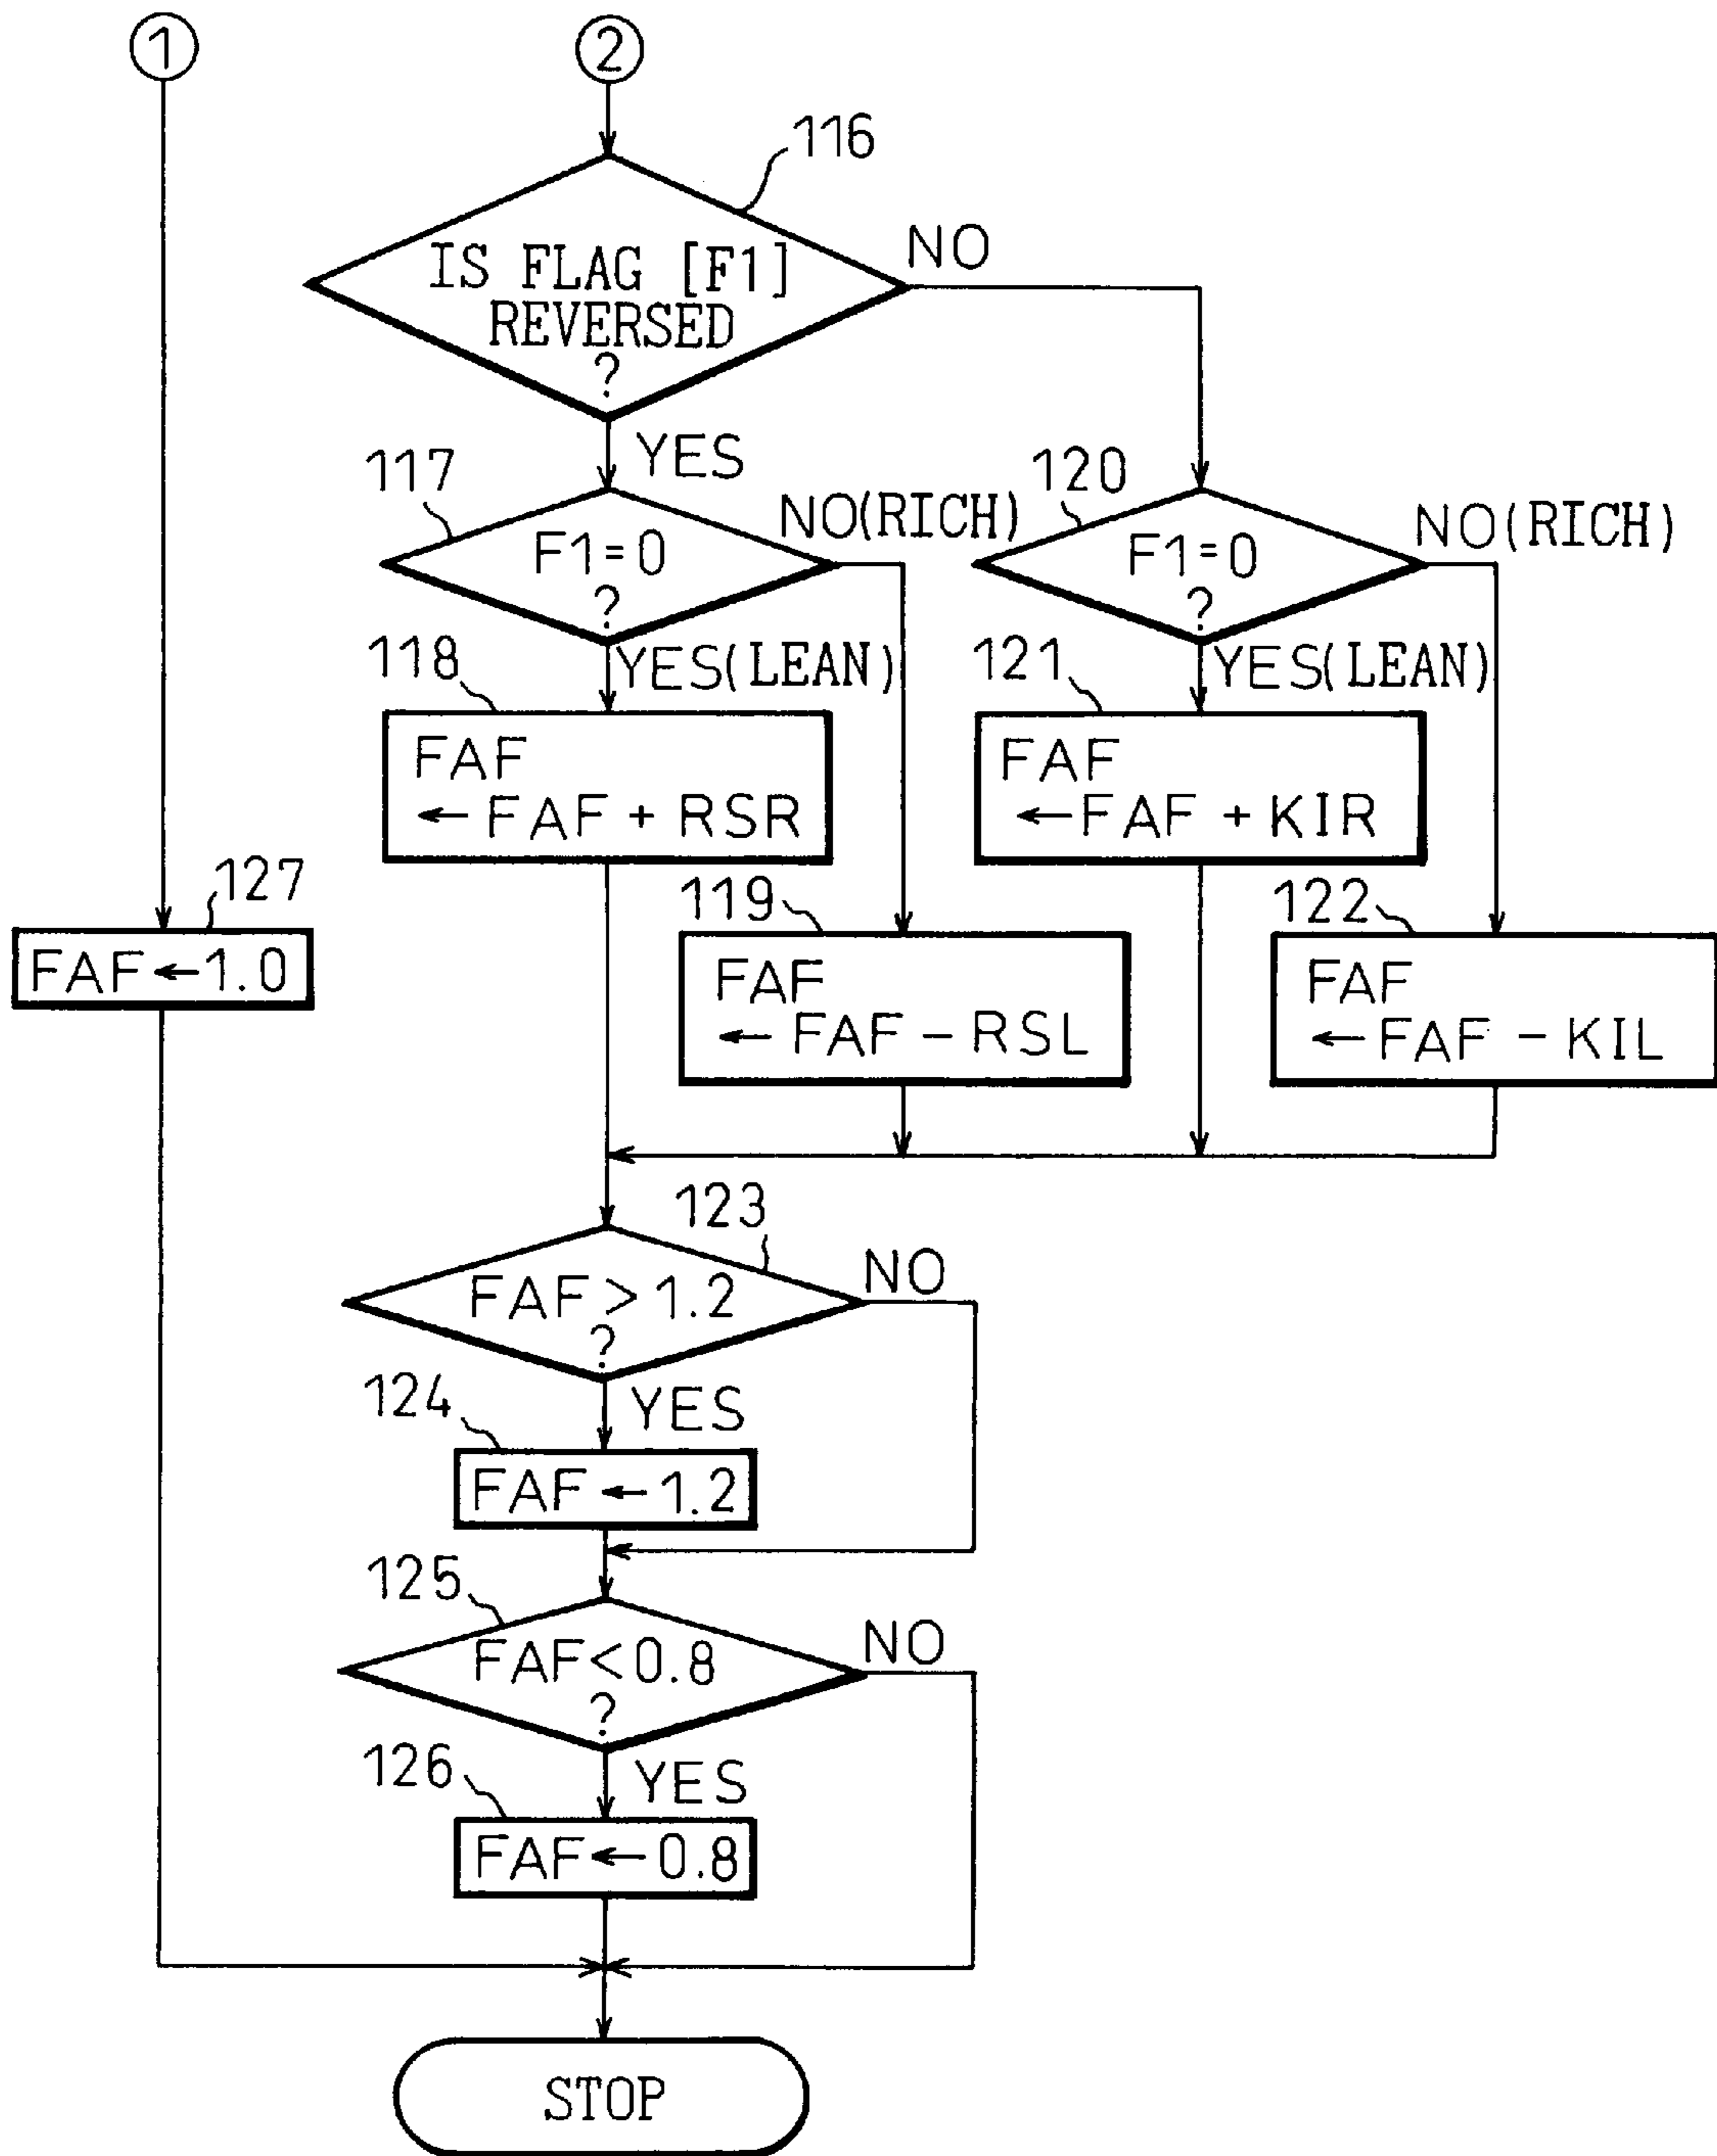 1
2
116
IS FLAG [F1]
REVERSED
?
NO
YES
117
F1=0
?
NO(RICH)
120
F1=0
?
NO(RICH)
118
YES(LEAN)
121
YES(LEAN)
FAF
← FAF + RSR
FAF
← FAF + KIR
127
FAF ← 1.0
119
FAF
← FAF - RSL
122
FAF
← FAF - KIL
123
FAF > 1.2
?
NO
124
YES
FAF ← 1.2
125
FAF < 0.8
?
NO
126
YES
FAF ← 0.8
STOP